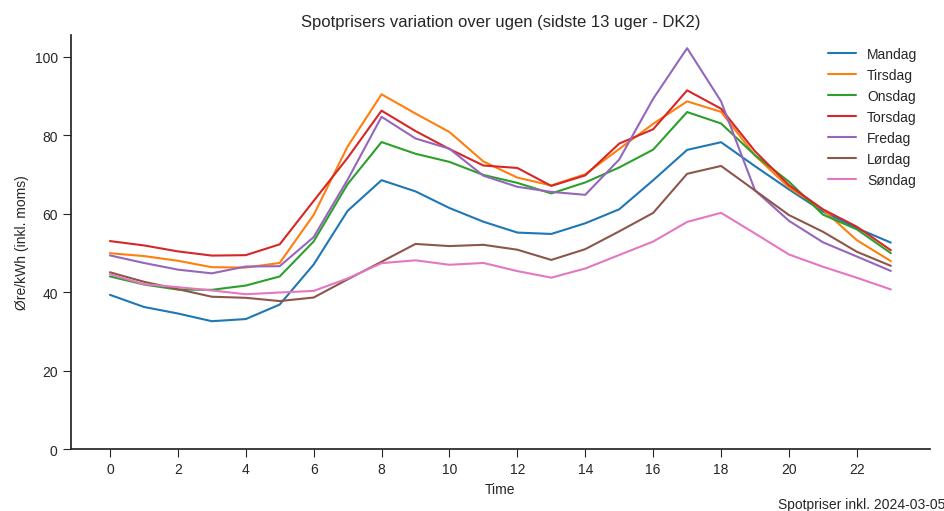 Spotprisers variation over ugen (sidste 13 uger - DK2)
Mandag
Tirsdag
Onsdag
Torsdag
Fredag
Lørdag
Søndag
Øre/kWh (inkl. moms)
100
80
60
40
20
0
0 2 4 6 8 10 12 14 16 18 20 22
Time
Spotpriser inkl. 2024-03-05